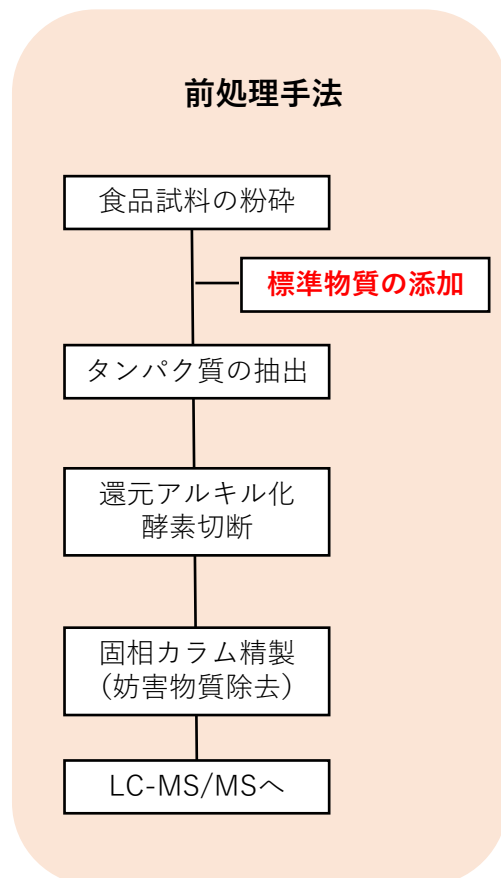 前処理手法
食品試料の粉砕
標準物質の添加
タンパク質の抽出
還元アルキル化
酵素切断
固相カラム精製
(妨害物質除去)
LC-MS/MSへ